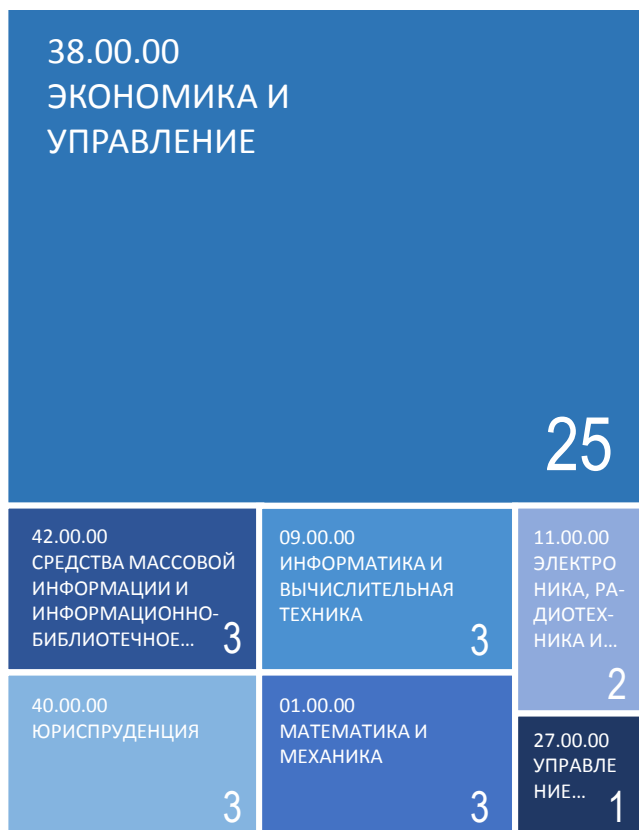 38.00.00
ЭКОНОМИКА И
УПРАВЛЕНИЕ
25
42.00.00
СРЕДСТВА МАССОВОЙ
ИНФОРМАЦИИ И
ИНФОРМАЦИОННО-
БИБЛИОТЕЧНОЕ...
3
09.00.00
ИНФОРМАТИКА И
ВЫЧИСЛИТЕЛЬНАЯ
ТЕХНИКА
3
11.00.00
ЭЛЕКТРО
НИКА, РА-
ДИОТЕХ-
НИКА И...
2
40.00.00
ЮРИСПРУДЕНЦИЯ
3
01.00.00
МАТЕМАТИКА И
МЕХАНИКА
3
27.00.00
УПРАВЛЕ
НИЕ...
1